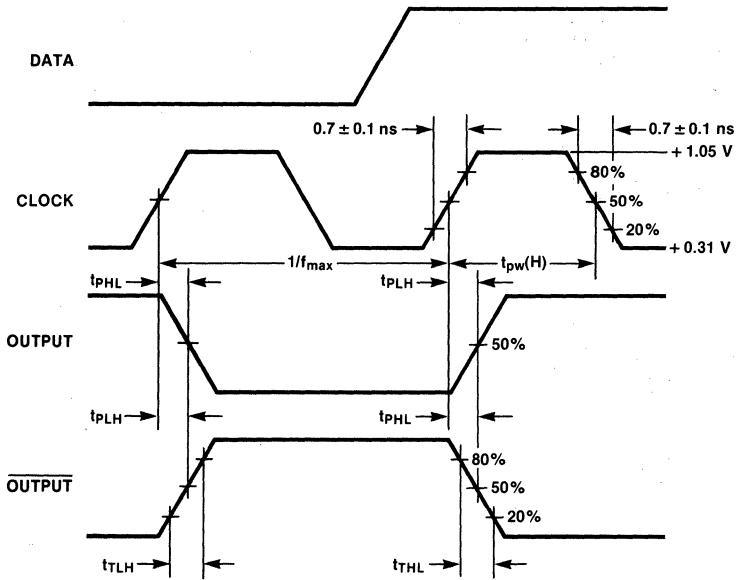 DATA
0.7 ± 0.1 ns
0.7 ± 0.1 ns
+ 1.05 V
80%
CLOCK
50%
20%
+ 0.31 V
1/fmax
tpw(H)
tPHL
tPLH
OUTPUT
50%
tPLH
tPHL
80%
OUTPUT
50%
20%
tTLH
tTHL